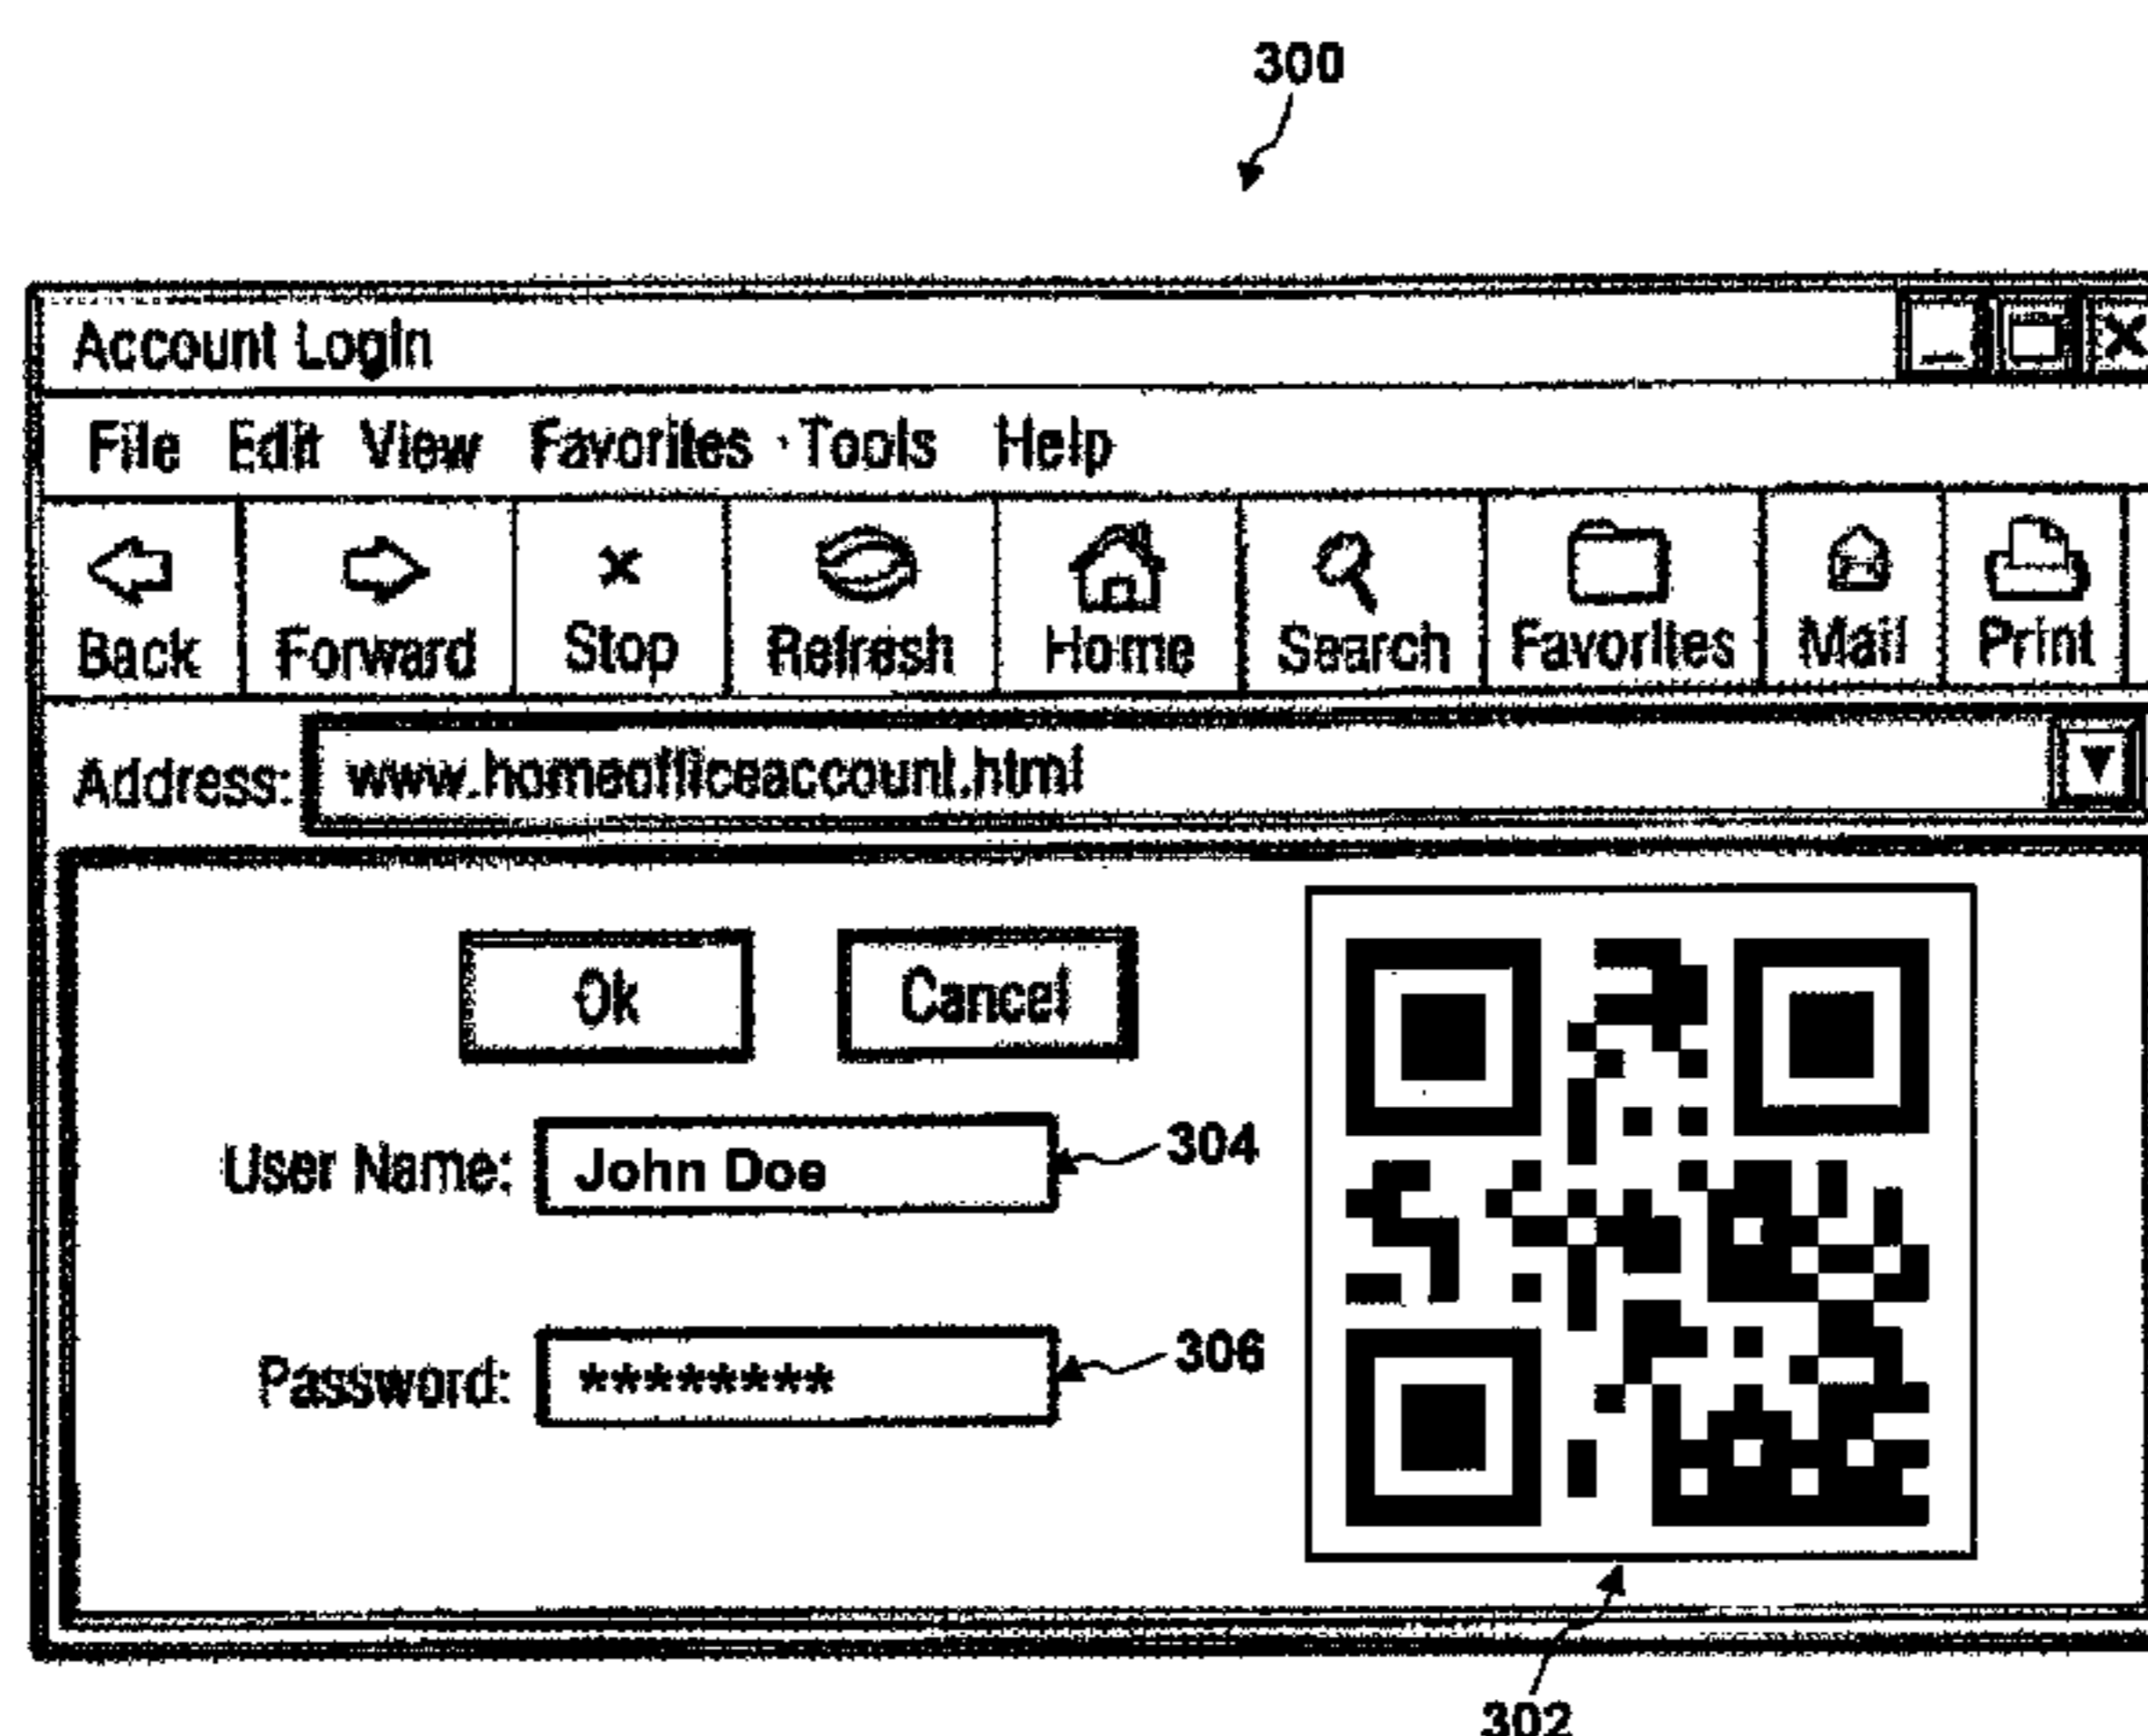 300
Account Login
File Edit View Favorites Tools Help
Back Forward Stop Refresh Home Search Favorites Mail Print
Address: www.homeofficeaccount.html
Ok Cancel
User Name: John Doe 304
Password: ******** 306
302